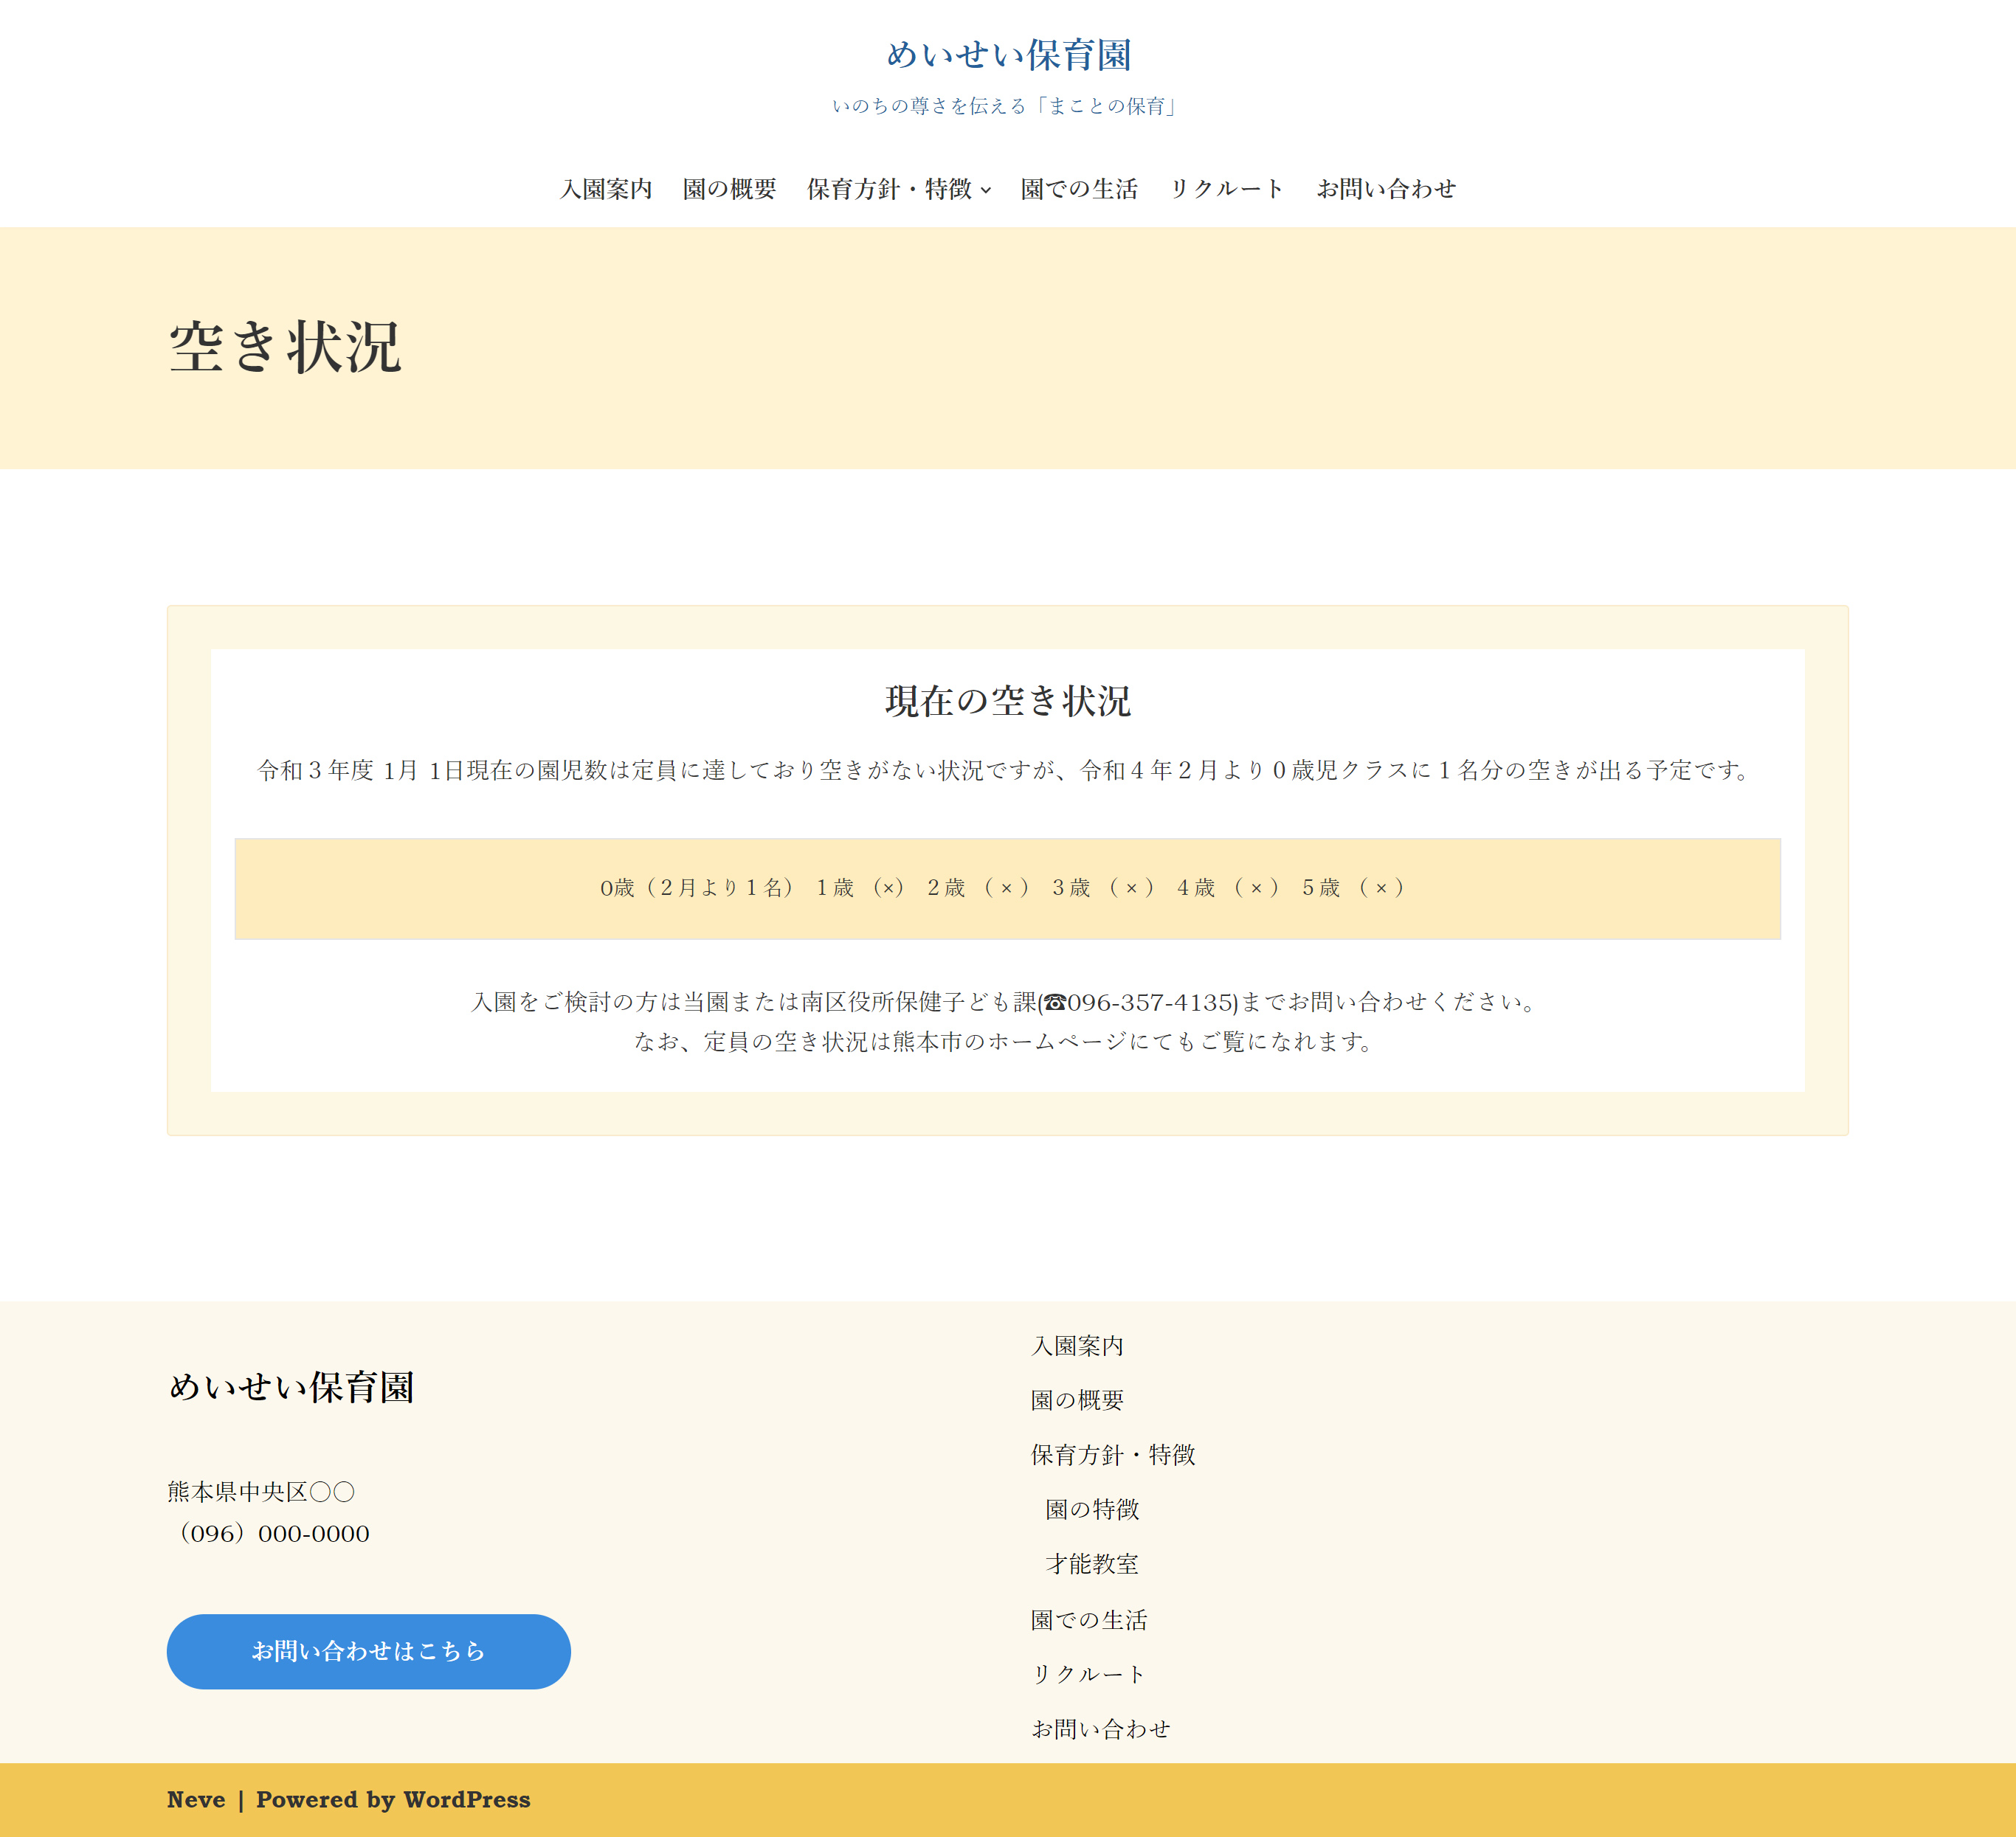 めいせい保育園
いのちの尊さを伝える「まことの保育」
入園案内 園の概要 保育方針・特徴 園での生活 リクルート お問い合わせ
空き状況
現在の空き状況
令和３年度 1月 1日現在の園児数は定員に達しており空きがない状況ですが、令和４年２月より０歳児クラスに１名分の空きが出る予定です。
0歳（２月より１名） １歳 （×） ２歳 （ × ） ３歳 （ × ） ４歳 （ × ） ５歳 （ × ）
入園をご検討の方は当園または南区役所保健子ども課(☎096-357-4135)までお問い合わせください。
なお、定員の空き状況は熊本市のホームページにてもご覧になれます。
めいせい保育園
熊本県中央区〇〇
（096）000-0000
お問い合わせはこちら
入園案内
園の概要
保育方針・特徴
園の特徴
才能教室
園での生活
リクルート
お問い合わせ
Neve | Powered by WordPress